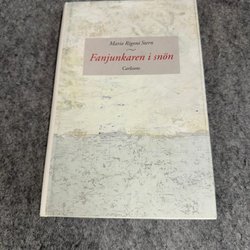 Mario Rigoni Stern
Fanjunkaren i snön
Carlssons